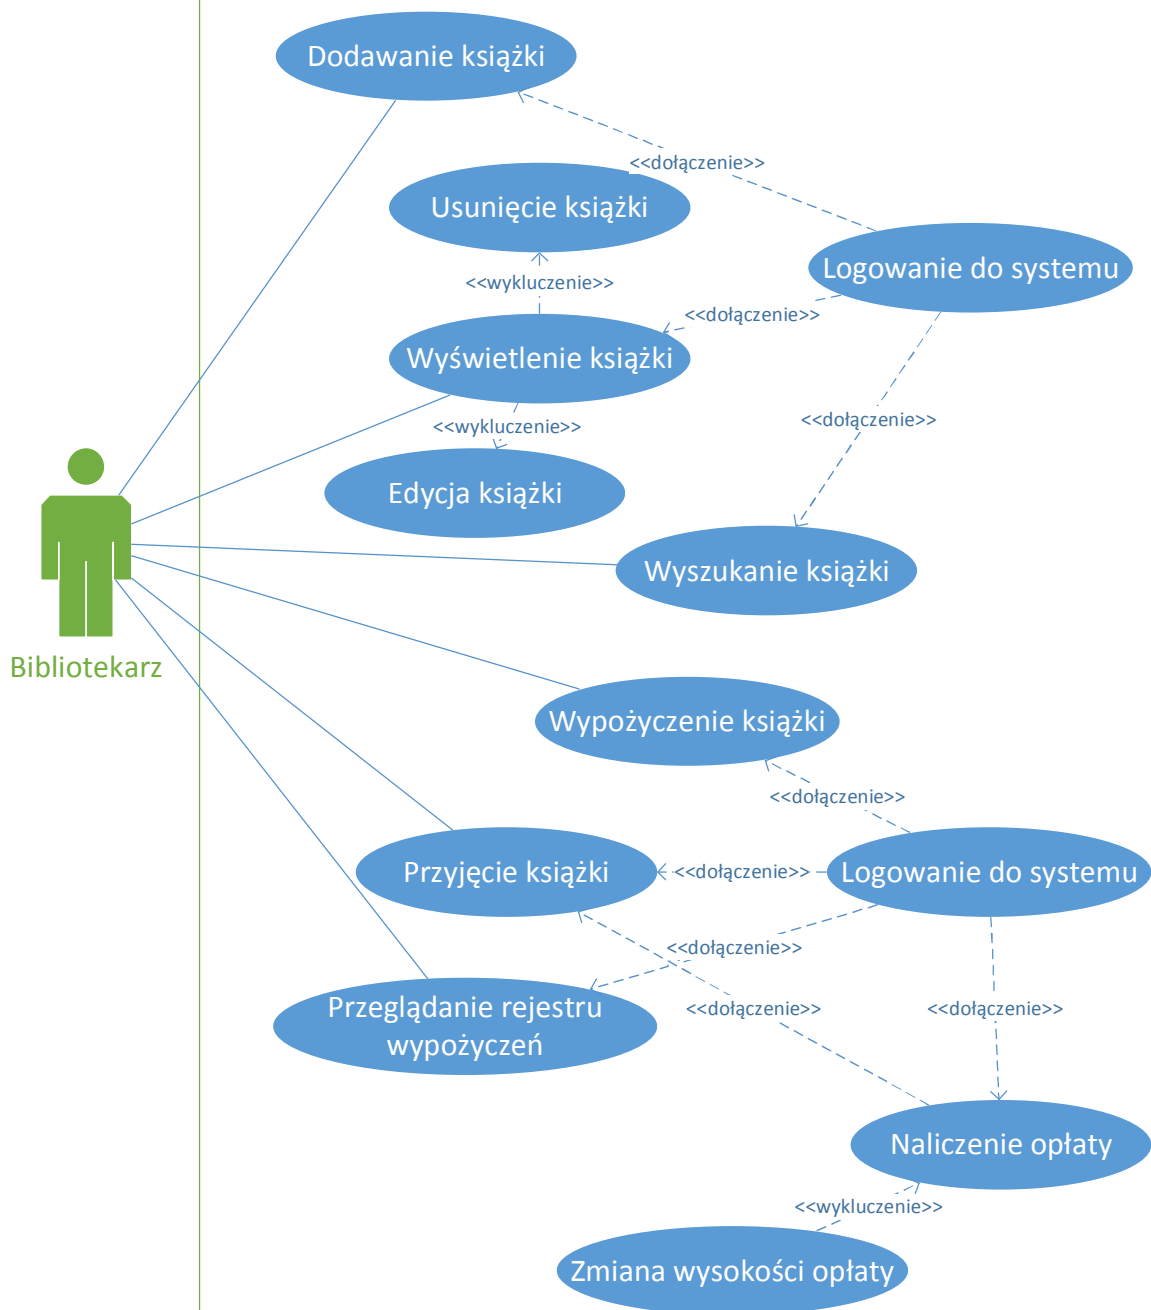 Dodawanie książki
<<dołączenie>>
Usunięcie książki
Logowanie do systemu
<<wykluczenie>>
<<dołączenie>>
Wyświetlenie książki
<<dołączenie>>
<<wykluczenie>>
Edycja książki
Wyszukanie książki
Bibliotekarz
Wypożyczenie książki
<<dołączenie>>
Przyjęcie książki
<<dołączenie>>
Logowanie do systemu
<<dołączenie>>
Przeglądanie rejestru
wypożyczeń
<<dołączenie>>
<<dołączenie>>
Naliczenie opłaty
<<wykluczenie>>
Zmiana wysokości opłaty